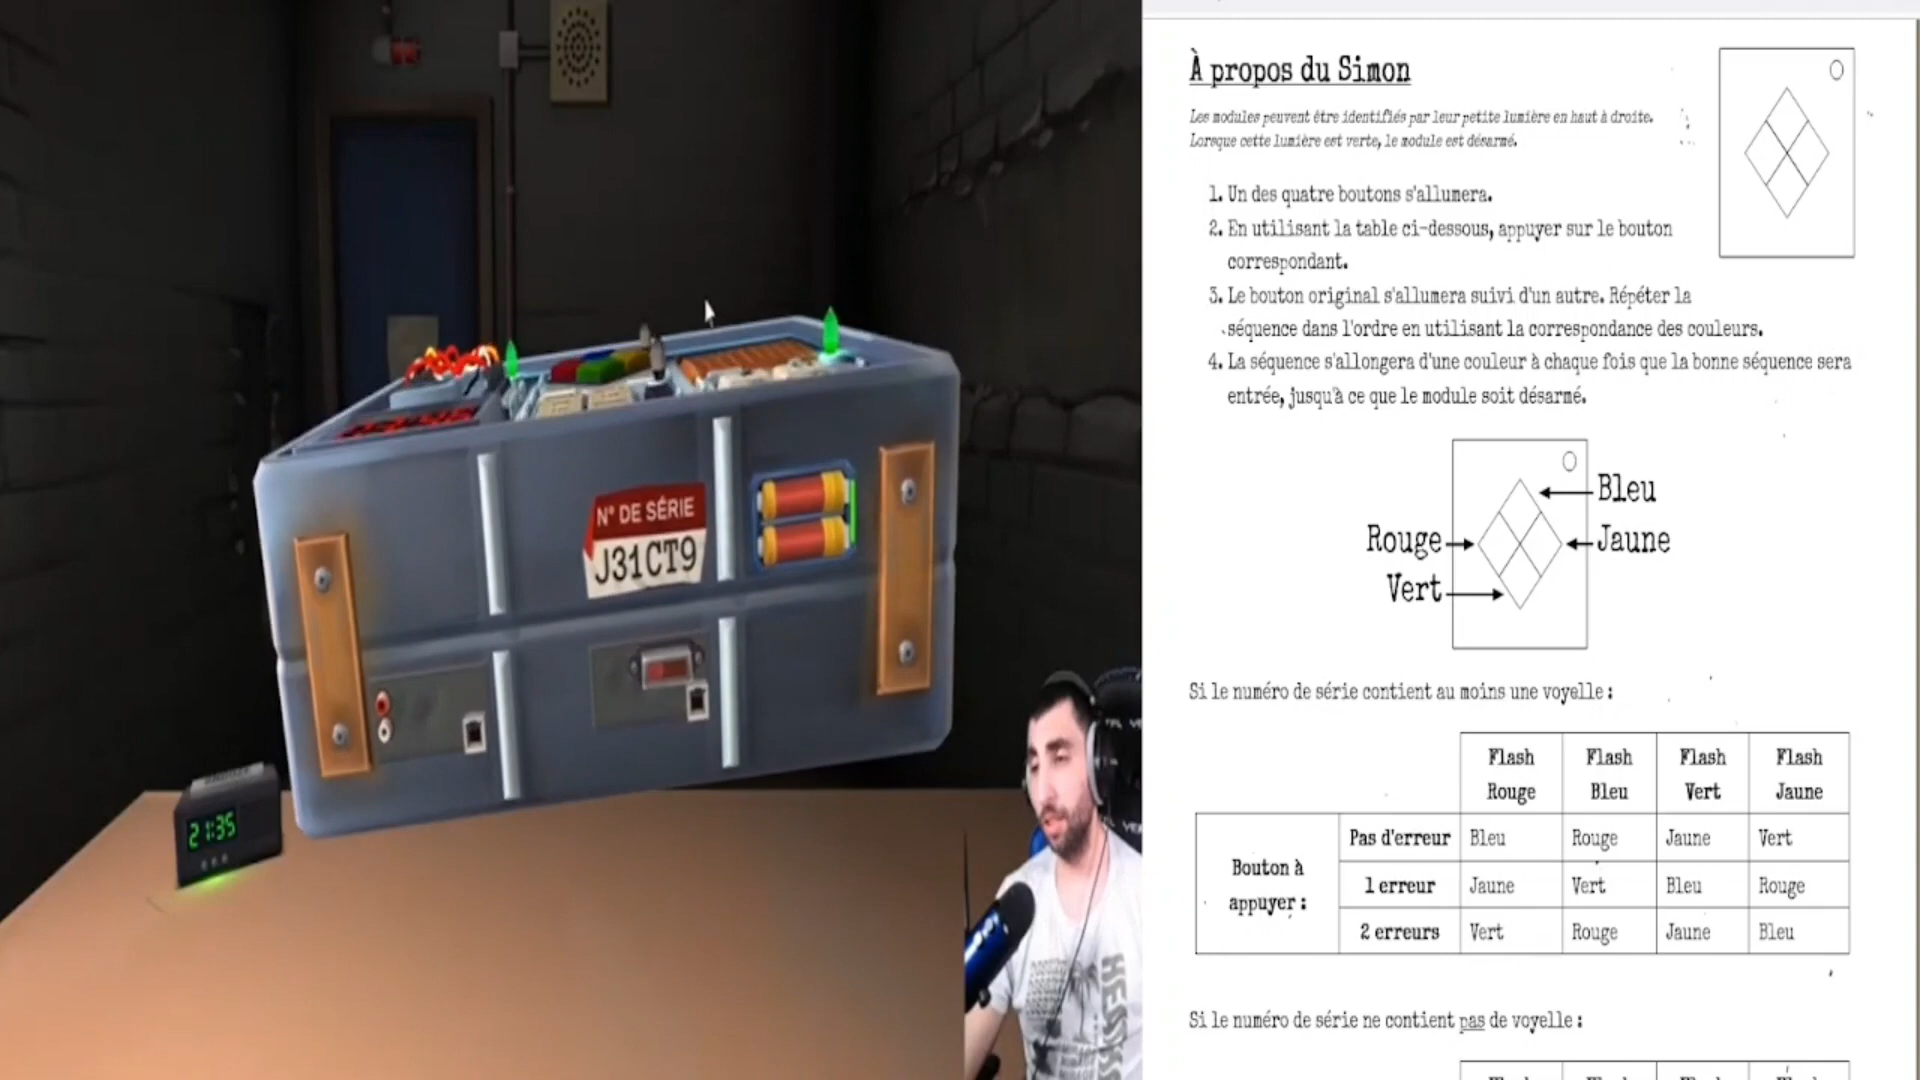 N° DE SÉRIE
J31CT9
21:35
À propos du Simon
Les modules peuvent être identifiés par leur petite lumière en haut à droite.
Lorsque cette lumière est verte, le module est désarmé.
1. Un des quatre boutons s'allumera.
2. En utilisant la table ci-dessous, appuyer sur le bouton
correspondant.
3. Le bouton original s'allumera suivi d'un autre. Répéter la
séquence dans l'ordre en utilisant la correspondance des couleurs.
4. La séquence s'allongera d'une couleur à chaque fois que la bonne séquence sera
entrée, jusqu'à ce que le module soit désarmé.
Bleu
Rouge
Jaune
Vert
Si le numéro de série contient au moins une voyelle :
Flash Rouge
Flash Bleu
Flash Vert
Flash Jaune
Bouton à appuyer :
Pas d'erreur Bleu Rouge Jaune Vert
1 erreur Jaune Vert Bleu Rouge
2 erreurs Vert Rouge Jaune Bleu
Si le numéro de série ne contient pas de voyelle :